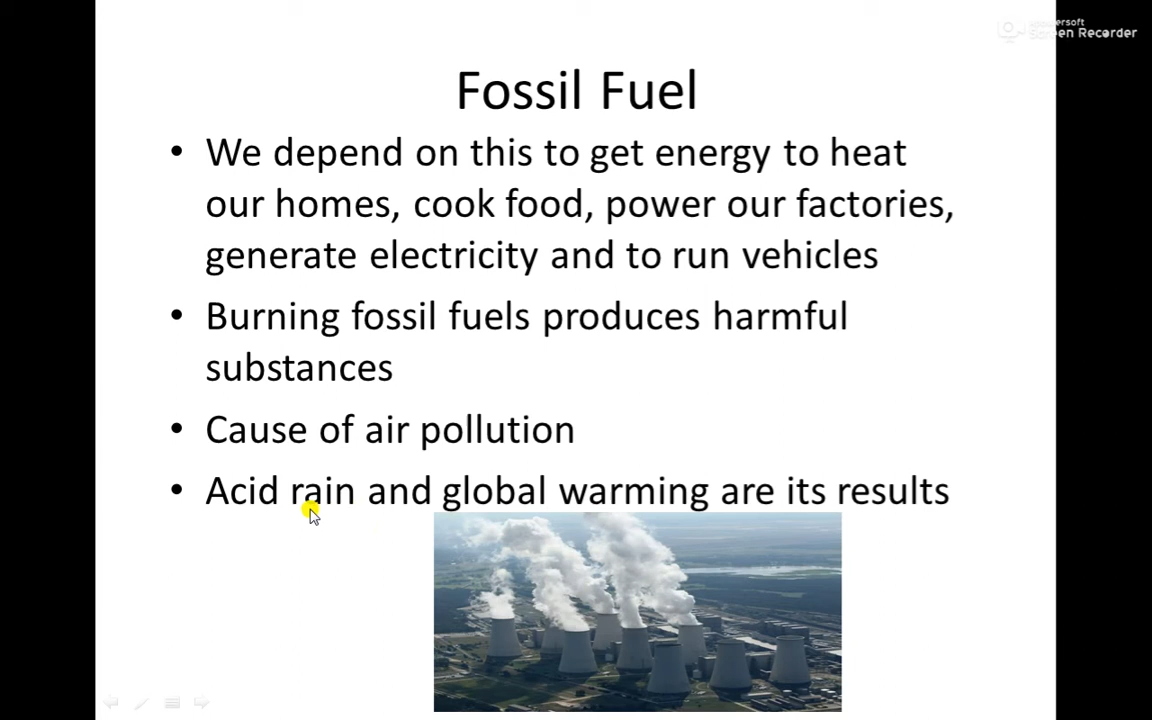 Screen Recorder
Fossil Fuel
• We depend on this to get energy to heat
our homes, cook food, power our factories,
generate electricity and to run vehicles
• Burning fossil fuels produces harmful
substances
• Cause of air pollution
• Acid rain and global warming are its results